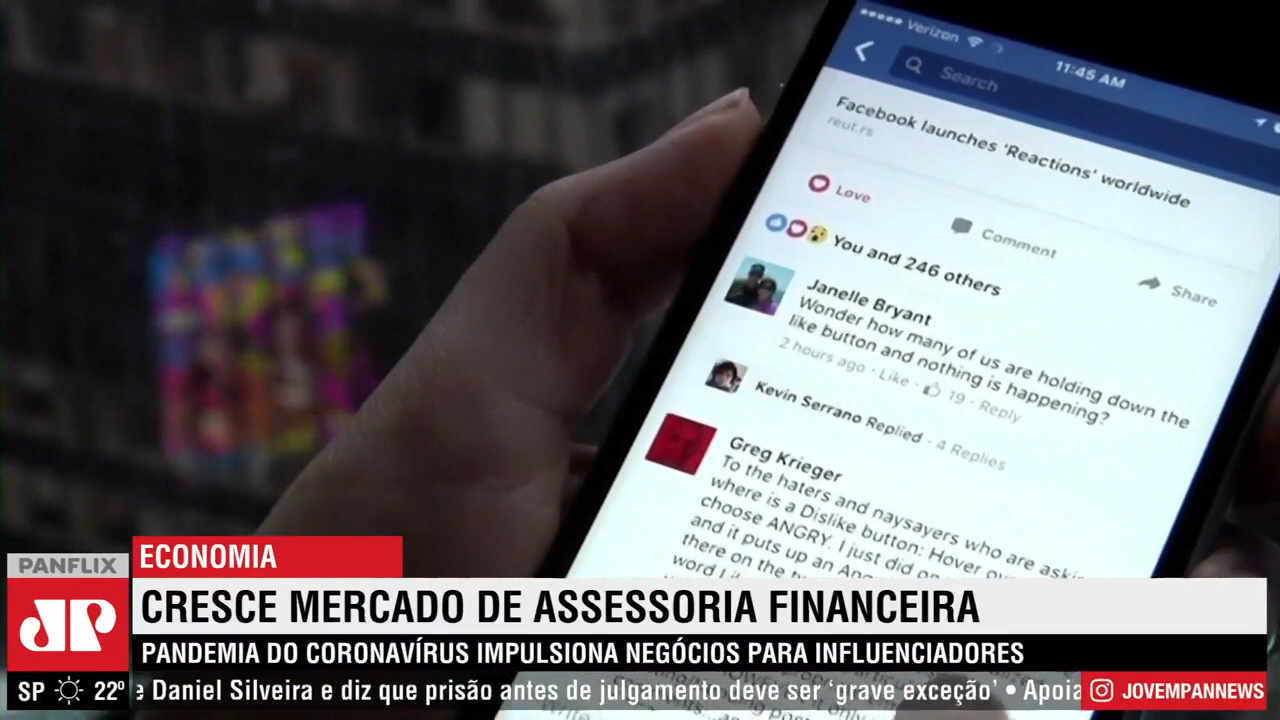 Verizon
11:45 AM
Search
Facebook launches 'Reactions' worldwide
reut.rs
Love
Comment
Share
You and 246 others
Janelle Bryant
Wonder how many of us are holding down the
like button and nothing is happening?
2 hours ago · Like · 19 · Reply
Kevin Serrano Replied · 4 Replies
Greg Krieger
To the haters and naysayers who are
where is a Dislike button: Hover
choose ANGRY. I just did
and it puts up an
there on the
word I
PANFLIX
JP
ECONOMIA
CRESCE MERCADO DE ASSESSORIA FINANCEIRA
PANDEMIA DO CORONAVÍRUS IMPULSIONA NEGÓCIOS PARA INFLUENCIADORES
SP 22º e Daniel Silveira e diz que prisão antes de julgamento deve ser 'grave exceção' • Apoia JOVEMPANNEWS